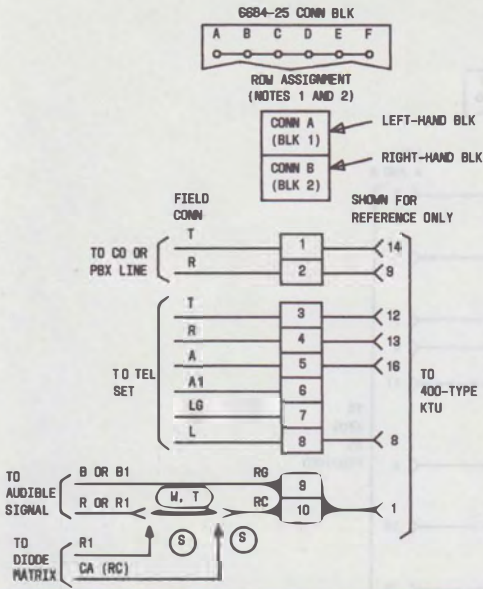 6684-25 CONN BLK
A B C D E F
ROW ASSIGNMENT
(NOTES 1 AND 2)
CONN A
(BLK 1)
LEFT-HAND BLK
CONN B
(BLK 2)
RIGHT-HAND BLK
FIELD
CONN
SHOWN FOR
REFERENCE ONLY
TO CO OR
PBX LINE
T 1 14
R 2 9
TO TEL
SET
T 3 12
R 4 13
A 5 16
A1 6
LG 7
L 8 8
TO
400-TYPE
KTU
TO
AUDIBLE
SIGNAL
B OR B1 RG 9
R OR R1 W, T RC 10 1
S S
TO
DIODE
MATRIX
R1
CA (RC)